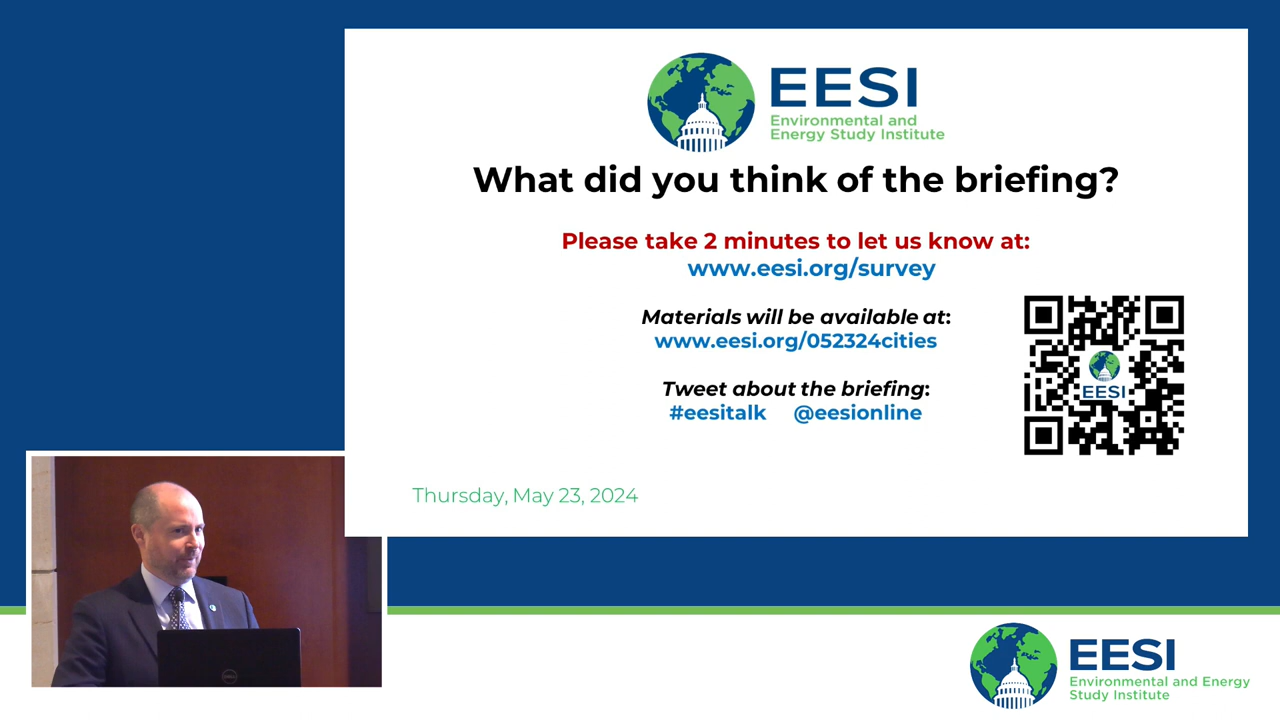 EESI
Environmental and
Energy Study Institute
What did you think of the briefing?
Please take 2 minutes to let us know at:
www.eesi.org/survey
Materials will be available at:
www.eesi.org/052324cities
Tweet about the briefing:
#eesitalk @eesionline
EESI
Thursday, May 23, 2024
DELL
EESI
Environmental and Energy
Study Institute